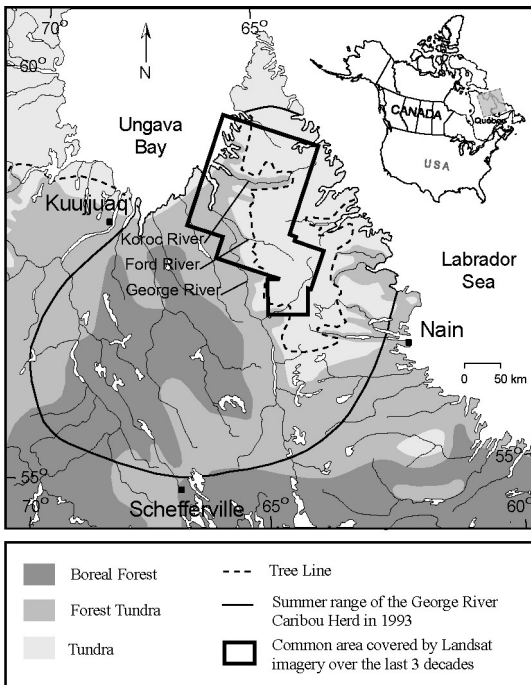 70°
65°
60°
N
Ungava
Bay
CANADA
Québec
USA
Kuujjuaq
Koroc River
Ford River
George River
Labrador
Sea
Nain
0 50 km
55°
55°
Schefferville
70°
65°
60°
Boreal Forest
Forest Tundra
Tundra
Tree Line
Summer range of the George River
Caribou Herd in 1993
Common area covered by Landsat
imagery over the last 3 decades